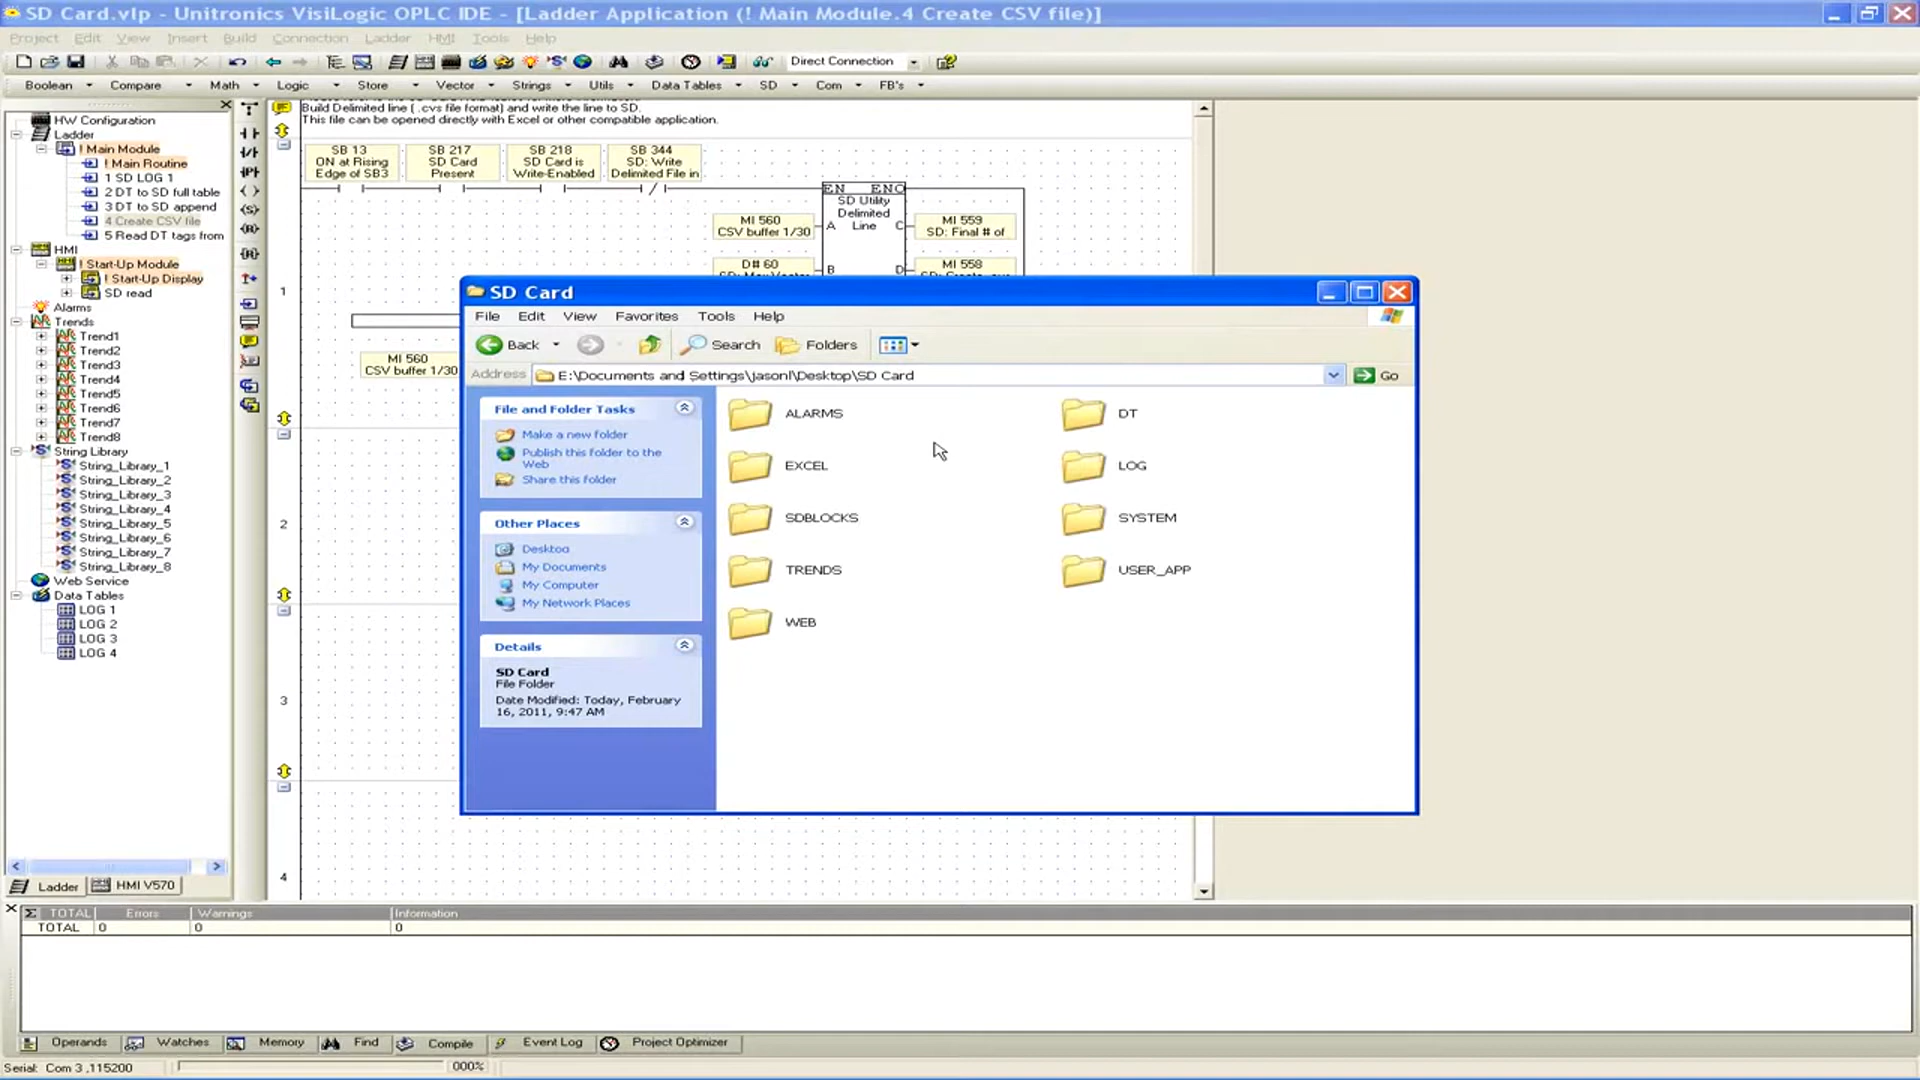 SD Card.vlp - Unitronics VisiLogic OPLC IDE - [Ladder Application (! Main Module.4 Create CSV file)]
Project Edit View Insert Build Connection Ladder HMI Tools Help
Direct Connection
Boolean Compare Math Logic Store Vector Strings Utils Data Tables SD Com FB's
HW Configuration
Ladder
! Main Module
! Main Routine
1 SD LOG 1
2 DT to SD full table
3 DT to SD append
4 Create CSV file
5 Read DT tags from
HMI
! Start-Up Module
! Start-Up Display
SD read
Alarms
Trends
Trend1
Trend2
Trend3
Trend4
Trend5
Trend6
Trend7
Trend8
String Library
String_Library_1
String_Library_2
String_Library_3
String_Library_4
String_Library_5
String_Library_6
String_Library_7
String_Library_8
Web Service
Data Tables
LOG 1
LOG 2
LOG 3
LOG 4
Ladder HMI V570
Build Delimited line ( .cvs file format) and write the line to SD.
This file can be opened directly with Excel or other compatible application.
SB 13
ON at Rising
Edge of SB3
SB 217
SD Card
Present
SB 218
SD Card is
Write-Enabled
SB 344
SD: Write
Delimited File in
EN ENO
SD Utility
Delimited
Line
A C
B D
MI 560
CSV buffer 1/30
MI 559
SD: Final # of
D# 60
MI 558
MI 560
CSV buffer 1/30
1
2
3
4
SD Card
File Edit View Favorites Tools Help
Back Search Folders
Address E:\Documents and Settings\jasonl\Desktop\SD Card Go
File and Folder Tasks
Make a new folder
Publish this folder to the
Web
Share this folder
Other Places
Desktop
My Documents
My Computer
My Network Places
Details
SD Card
File Folder
Date Modified: Today, February
16, 2011, 9:47 AM
ALARMS DT
EXCEL LOG
SDBLOCKS SYSTEM
TRENDS USER_APP
WEB
Σ TOTAL Errors Warnings Information
TOTAL 0 0 0
Operands Watches Memory Find Compile Event Log Project Optimizer
Serial: Com 3 ,115200 000%